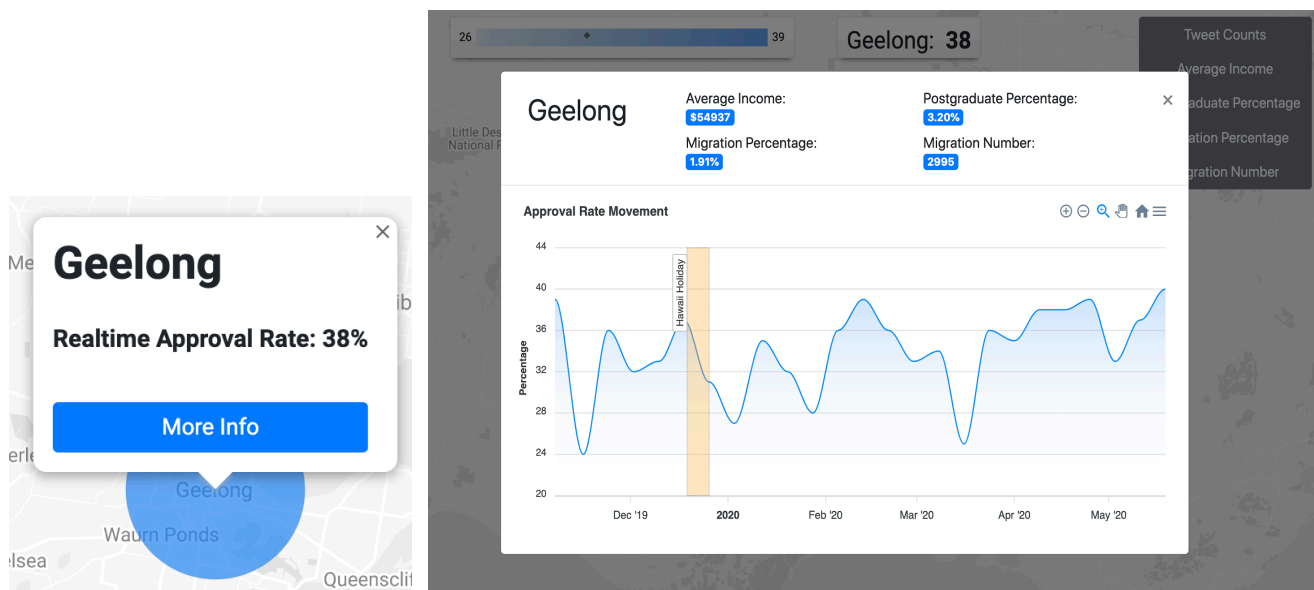 Me
ib
Geelong
Realtime Approval Rate: 38%
More Info
erle
Geelong
Waurn Ponds
elsea
Queensclif
26
39
Geelong: 38
Tweet Counts
Average Income
aduate Percentage
ation Percentage
gration Number
Little Des
National P
Geelong
Average Income:
$54937
Postgraduate Percentage:
3.20%
Migration Percentage:
1.91%
Migration Number:
2995
Approval Rate Movement
Percentage
44
40
36
32
28
24
20
Hawaii Holiday
Dec '19
2020
Feb '20
Mar '20
Apr '20
May '20